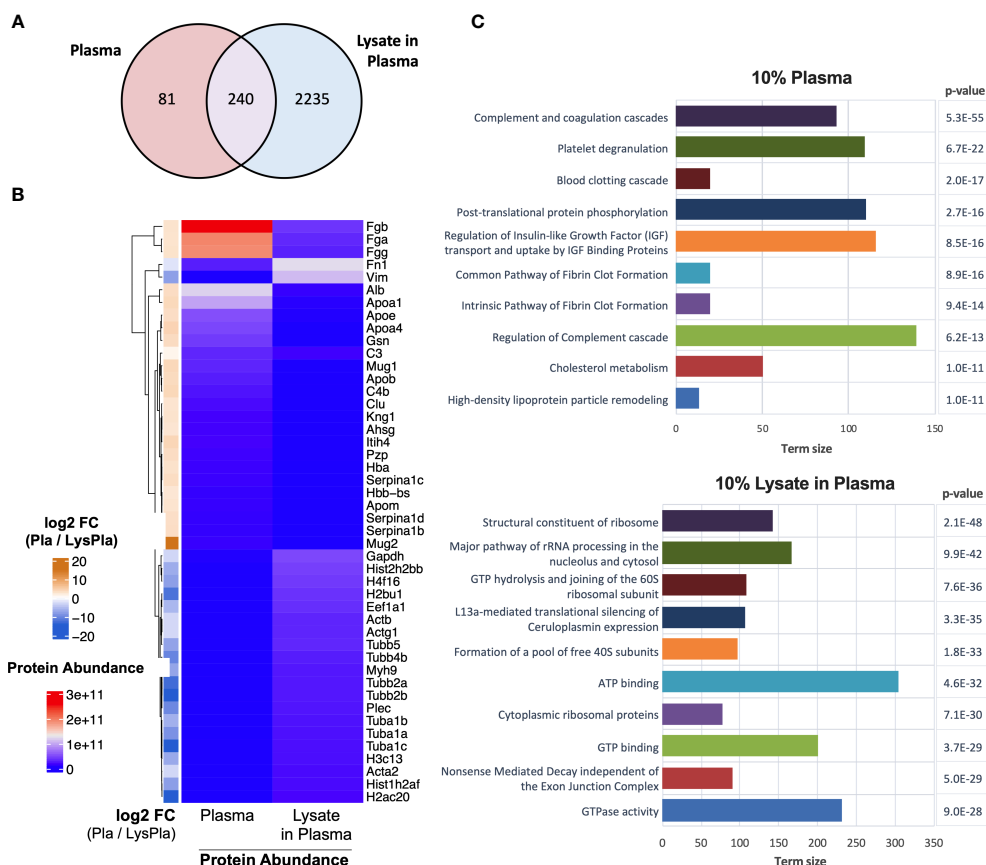 A
Plasma
Lysate in
Plasma
81
240
2235
B
Fgb
Fga
Fgg
Fn1
Vim
Alb
Apoa1
Apoe
Apoa4
Gsn
C3
Mug1
Apob
C4b
Clu
Kng1
Ahsg
Itih4
Pzp
Hba
Serpina1c
Hbb−bs
Apom
Serpina1d
Serpina1b
Mug2
Gapdh
Hist2h2bb
H4f16
H2bu1
Eef1a1
Actb
Actg1
Tubb5
Tubb4b
Myh9
Tubb2a
Tubb2b
Plec
Tuba1b
Tuba1a
Tuba1c
H3c13
Acta2
Hist1h2af
H2ac20
log2 FC
(Pla / LysPla)
20
10
0
−10
−20
Protein Abundance
3e+11
2e+11
1e+11
0
log2 FC
(Pla / LysPla)
Plasma
Lysate
in Plasma
Protein Abundance
C
10% Plasma
p-value
Complement and coagulation cascades
5.3E-55
Platelet degranulation
6.7E-22
Blood clotting cascade
2.0E-17
Post-translational protein phosphorylation
2.7E-16
Regulation of Insulin-like Growth Factor (IGF)
transport and uptake by IGF Binding Proteins
8.5E-16
Common Pathway of Fibrin Clot Formation
8.9E-16
Intrinsic Pathway of Fibrin Clot Formation
9.4E-14
Regulation of Complement cascade
6.2E-13
Cholesterol metabolism
1.0E-11
High-density lipoprotein particle remodeling
1.0E-11
0 50 100 150
Term size
10% Lysate in Plasma
p-value
Structural constituent of ribosome
2.1E-48
Major pathway of rRNA processing in the
nucleolus and cytosol
9.9E-42
GTP hydrolysis and joining of the 60S
ribosomal subunit
7.6E-36
L13a-mediated translational silencing of
Ceruloplasmin expression
3.3E-35
Formation of a pool of free 40S subunits
1.8E-33
ATP binding
4.6E-32
Cytoplasmic ribosomal proteins
7.1E-30
GTP binding
3.7E-29
Nonsense Mediated Decay independent of
the Exon Junction Complex
5.0E-29
GTPase activity
9.0E-28
0 50 100 150 200 250 300 350
Term size